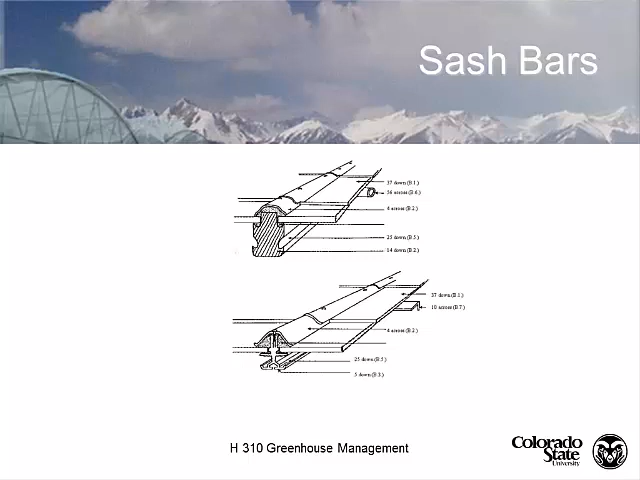 Sash Bars
37 down (B.1.)
56 across (B.6.)
4 across (B.2.)
25 down (B.5.)
14 down (B.2.)
37 down (B.1.)
10 across (B.7.)
4 across (B.2.)
25 down (B.5.)
5 down (B.3.)
H 310 Greenhouse Management
Colorado
State
University